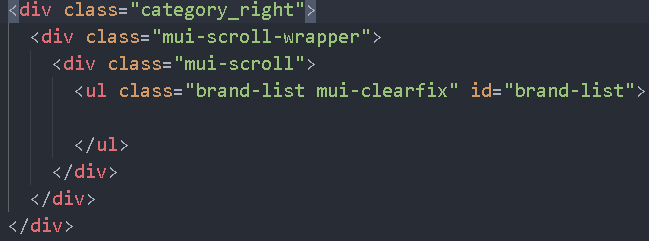 <div class="category_right">
<div class="mui-scroll-wrapper">
<div class="mui-scroll">
<ul class="brand-list mui-clearfix" id="brand-list">
</ul>
</div>
</div>
</div>